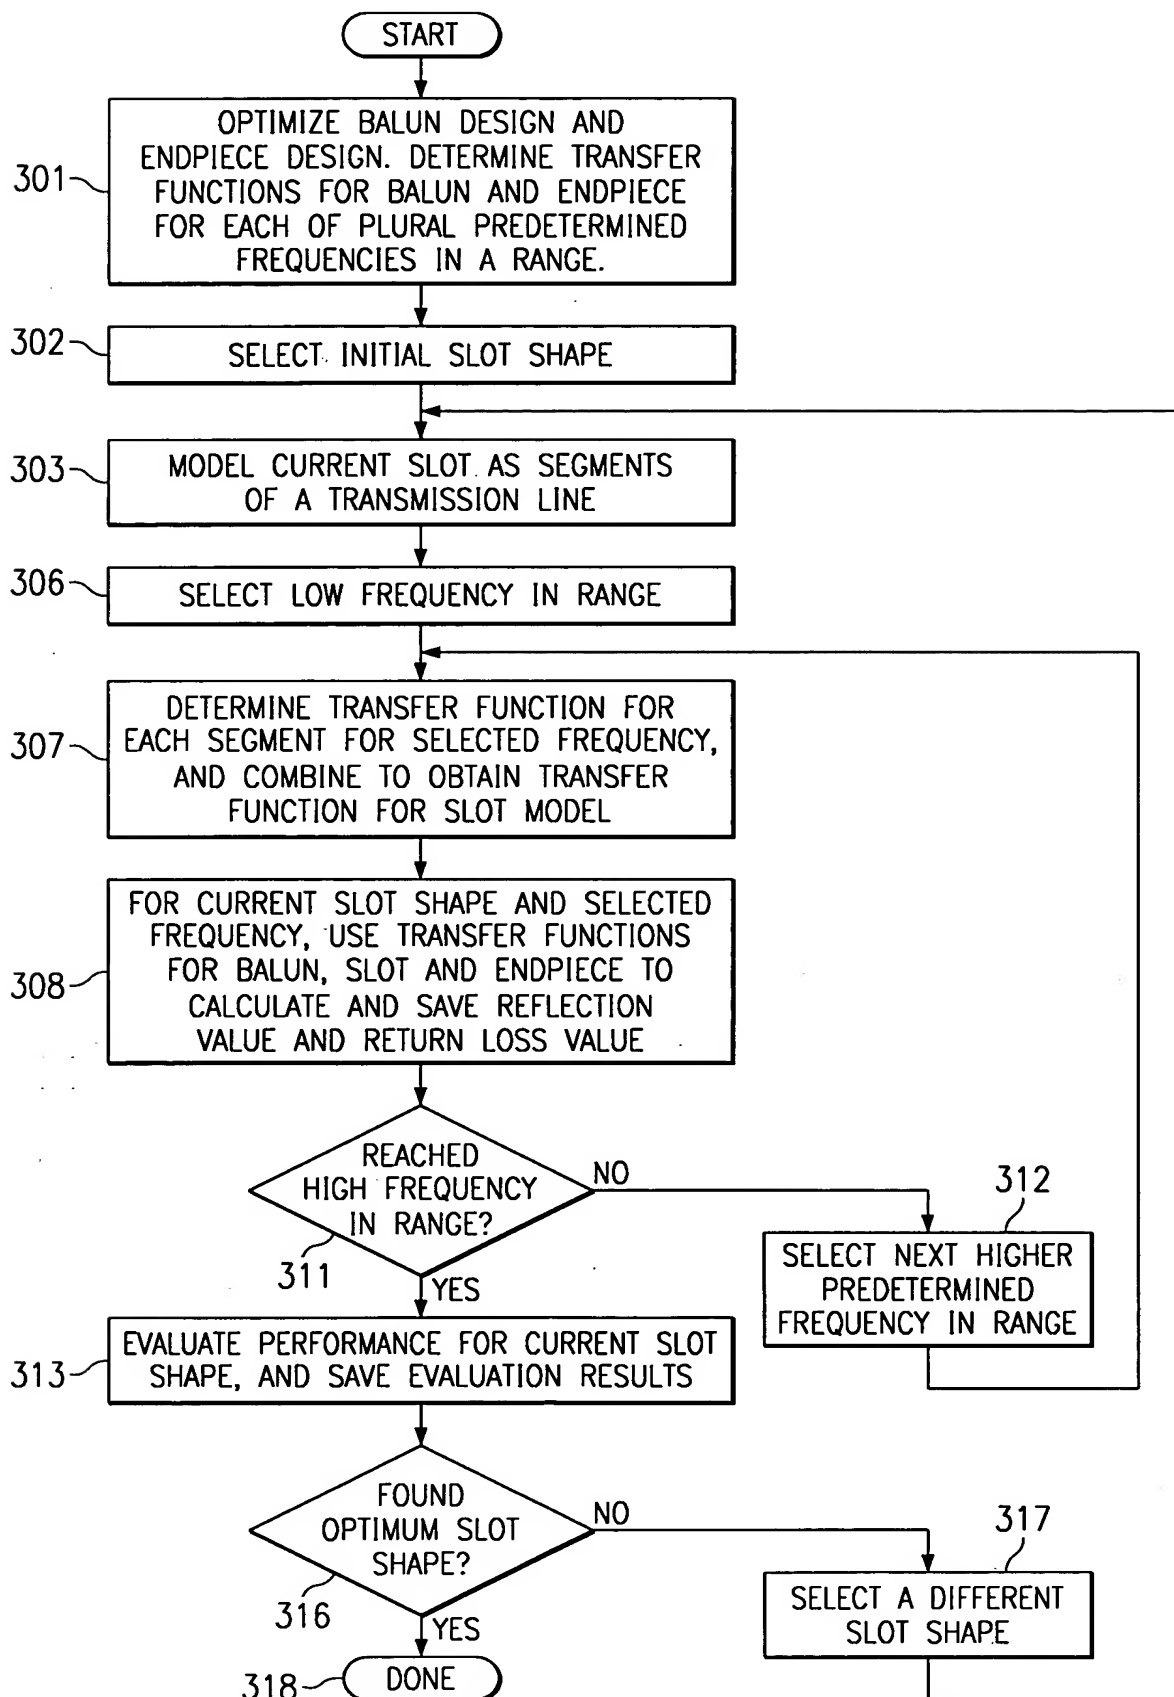 START
301
OPTIMIZE BALUN DESIGN AND
ENDPIECE DESIGN. DETERMINE TRANSFER
FUNCTIONS FOR BALUN AND ENDPIECE
FOR EACH OF PLURAL PREDETERMINED
FREQUENCIES IN A RANGE.
302
SELECT INITIAL SLOT SHAPE
303
MODEL CURRENT SLOT AS SEGMENTS
OF A TRANSMISSION LINE
306
SELECT LOW FREQUENCY IN RANGE
307
DETERMINE TRANSFER FUNCTION FOR
EACH SEGMENT FOR SELECTED FREQUENCY,
AND COMBINE TO OBTAIN TRANSFER
FUNCTION FOR SLOT MODEL
308
FOR CURRENT SLOT SHAPE AND SELECTED
FREQUENCY, USE TRANSFER FUNCTIONS
FOR BALUN, SLOT AND ENDPIECE TO
CALCULATE AND SAVE REFLECTION
VALUE AND RETURN LOSS VALUE
REACHED
HIGH FREQUENCY
IN RANGE?
311
NO
YES
312
SELECT NEXT HIGHER
PREDETERMINED
FREQUENCY IN RANGE
313
EVALUATE PERFORMANCE FOR CURRENT SLOT
SHAPE, AND SAVE EVALUATION RESULTS
FOUND
OPTIMUM SLOT
SHAPE?
316
NO
YES
317
SELECT A DIFFERENT
SLOT SHAPE
318
DONE